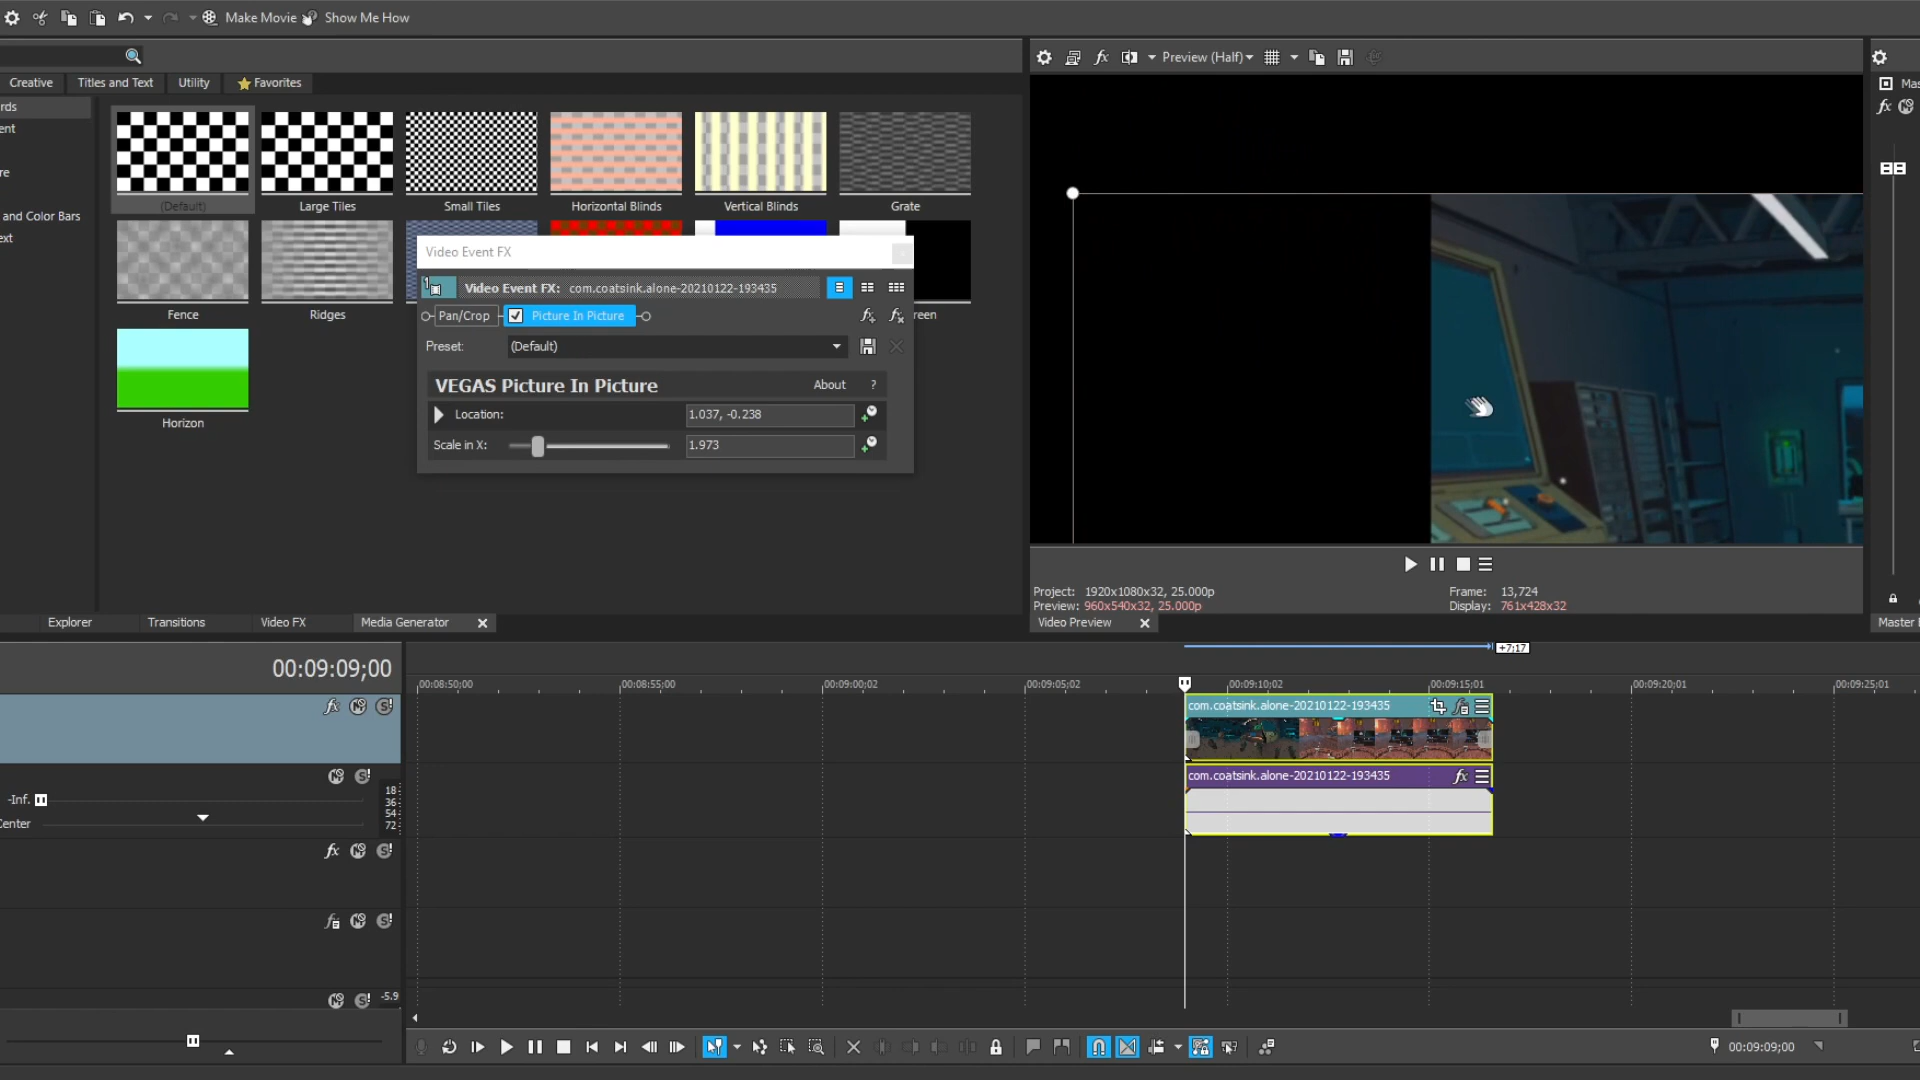 Make Movie Show Me How
Creative Titles and Text Utility Favorites
rds
ent
re
and Color Bars
ext
(Default) Large Tiles Small Tiles Horizontal Blinds Vertical Blinds Grate
Fence Ridges
reen
Horizon
Video Event FX
Video Event FX: com.coatsink.alone-20210122-193435
Pan/Crop Picture In Picture
Preset: (Default)
VEGAS Picture In Picture About ?
Location: 1.037, -0.238
Scale in X: 1.973
Preview (Half)
Mas
Project: 1920x1080x32, 25.000p
Preview: 960x540x32, 25.000p
Frame: 13,724
Display: 761x428x32
Explorer Transitions Video FX Media Generator
Video Preview
Master
+7;17
00:09:09;00
00:08:50;00 00:08:55;00 00:09:00;02 00:09:05;02 00:09:10;02 00:09:15;01 00:09:20;01 00:09:25;01
com.coatsink.alone-20210122-193435
com.coatsink.alone-20210122-193435
-Inf.
Center
18
36
54
72
-5.9
00:09:09;00